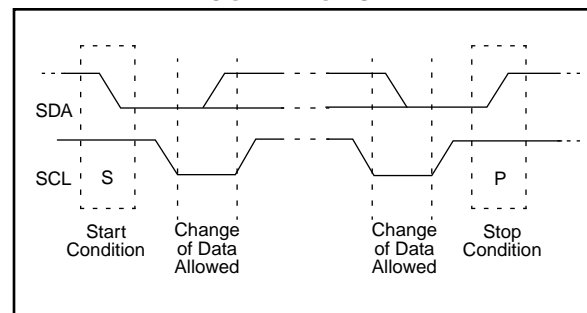 SDA
SCL
S
P
Start
Condition
Change
of Data
Allowed
Change
of Data
Allowed
Stop
Condition